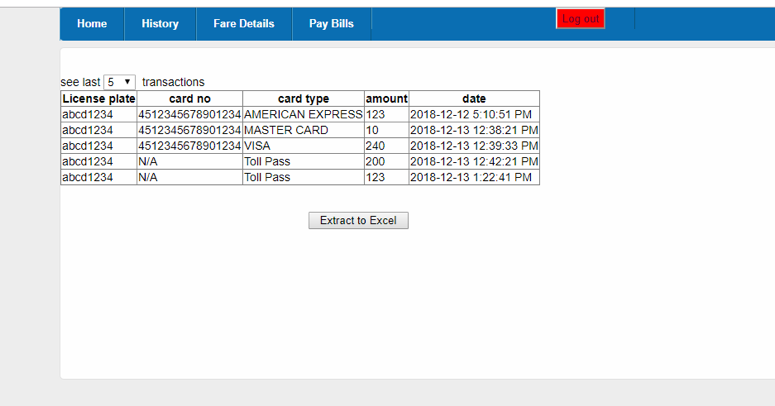 Home History Fare Details Pay Bills Log out
see last 5 transactions
License plate card no card type amount date
abcd1234 4512345678901234 AMERICAN EXPRESS 123 2018-12-12 5:10:51 PM
abcd1234 4512345678901234 MASTER CARD 10 2018-12-13 12:38:21 PM
abcd1234 4512345678901234 VISA 240 2018-12-13 12:39:33 PM
abcd1234 N/A Toll Pass 200 2018-12-13 12:42:21 PM
abcd1234 N/A Toll Pass 123 2018-12-13 1:22:41 PM
Extract to Excel